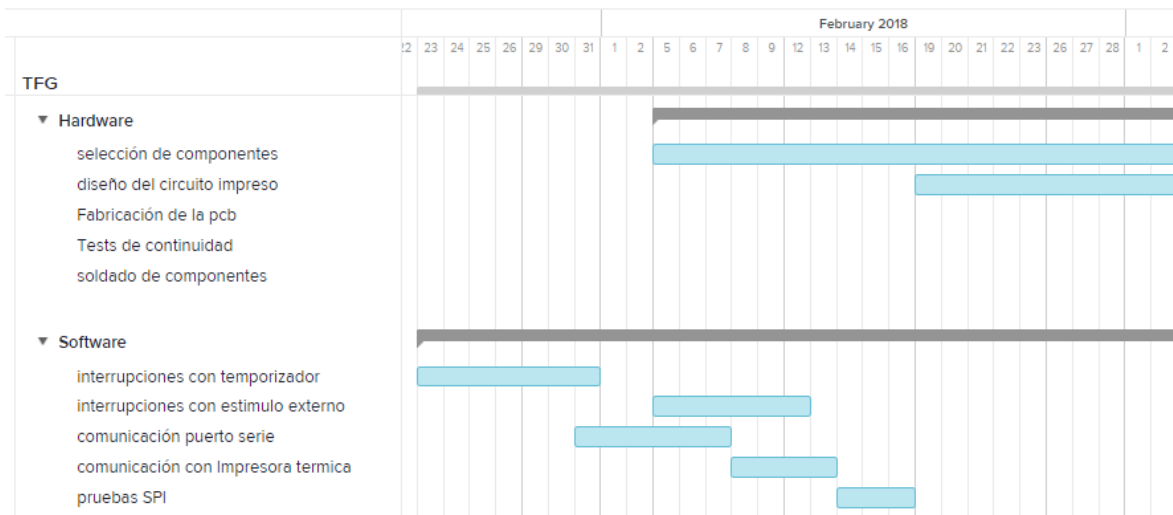 February 2018
22 23 24 25 26 29 30 31 1 2 5 6 7 8 9 12 13 14 15 16 19 20 21 22 23 26 27 28 1 2
TFG
Hardware
selección de componentes
diseño del circuito impreso
Fabricación de la pcb
Tests de continuidad
soldado de componentes
Software
interrupciones con temporizador
interrupciones con estimulo externo
comunicación puerto serie
comunicación con Impresora termica
pruebas SPI